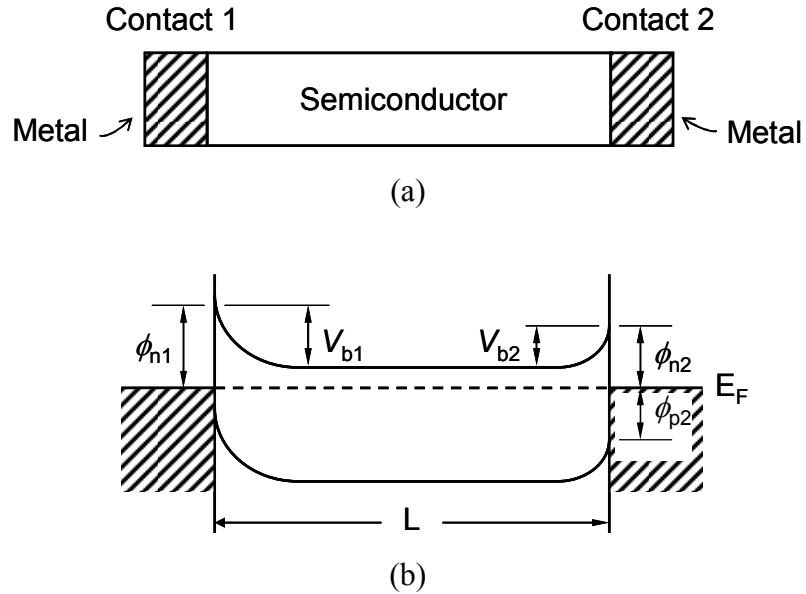 Contact 1 Contact 2
Semiconductor
Metal Metal
(a)
ϕn1 Vb1 Vb2 ϕn2
EF
ϕp2
L
(b)